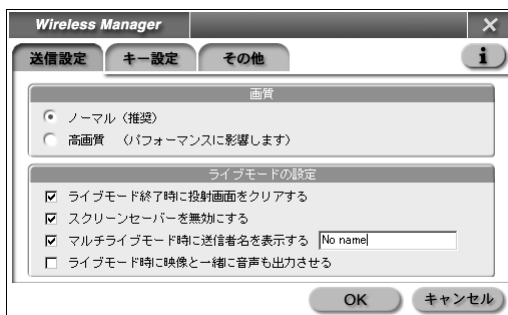 Wireless Manager
送信設定 キー設定 その他 i
画質
ノーマル（推奨）
高画質 （パフォーマンスに影響します）
ライブモードの設定
ライブモード終了時に投射画面をクリアする
スクリーンセーバーを無効にする
マルチライブモード時に送信者名を表示する No name
ライブモード時に映像と一緒に音声も出力させる
OK キャンセル